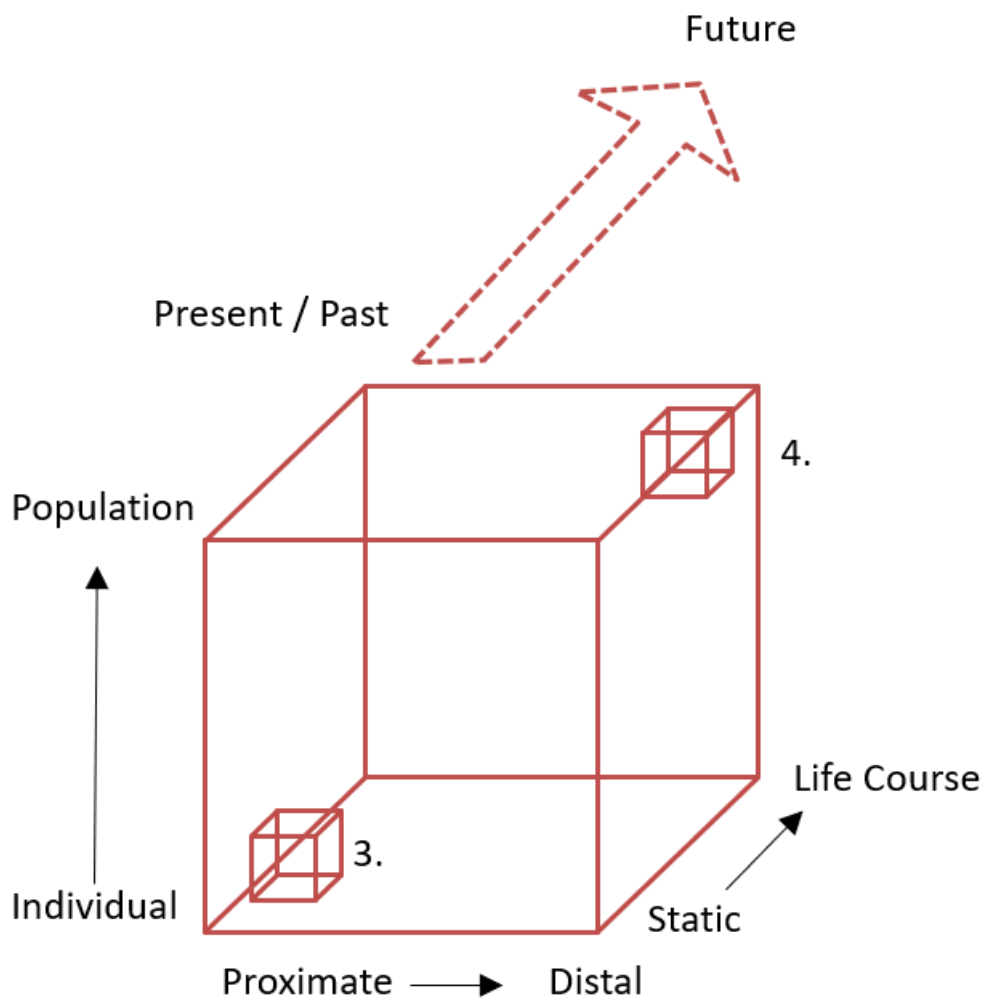 Future
Present / Past
4.
Population
Life Course
3.
Individual
Static
Proximate
Distal